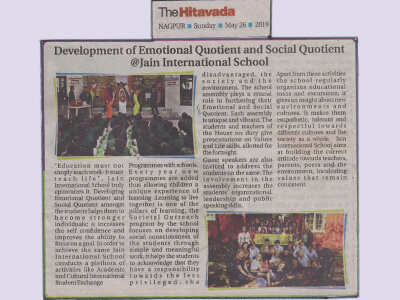 The Hitavada
NAGPUR ■ Sunday ■ May 26 ■ 2019
Development of Emotional Quotient and Social Quotient
@Jain International School
"Education must not
simply teach work - it must
teach life". Jain
International School truly
epitomises it. Developing
Emotional Quotient and
Social Quotient amongst
the students helps them to
become stronger
individuals; it increases
the self confidence and
improves the ability to
focus on a goal. In order to
achieve the same Jain
International School
conducts a plethora of
activities like Academic
and Cultural International
Student Exchange
Programmes with schools.
Every year new
programmes are added
thus allowing children a
unique experience of
learning. Learning to live
together is one of the
pillars of learning, the
Societal Outreach
program by the school
focuses on developing
social consciousness of
the students through
simple and meaningful
work. It helps the students
to acknowledge that they
have a responsibility
towards the less
privileged, the
disadvantaged, the
society and the
environment. The school
assembly plays a crucial
role in furthering their
Emotional and Social
Quotient. Each assembly
is unique and vibrant. The
students and teachers of
the House on duty give
presentations on Values
and Life skills, allotted for
the fortnight.
Guest speakers are also
invited to address the
students on the same. The
involvement in the
assembly increases the
students' organizational,
leadership and public
speaking skills.
Apart from these activities
the school regularly
organizes educational
tours and excursions; it
gives an insight about new
environments and
cultures. It makes them
empathetic, tolerant and
respectful towards
different cultures and the
society as a whole. Jain
International School aims
at building the correct
attitude towards teachers,
parents, peers and the
environment, inculcating
values that remain
consistent.